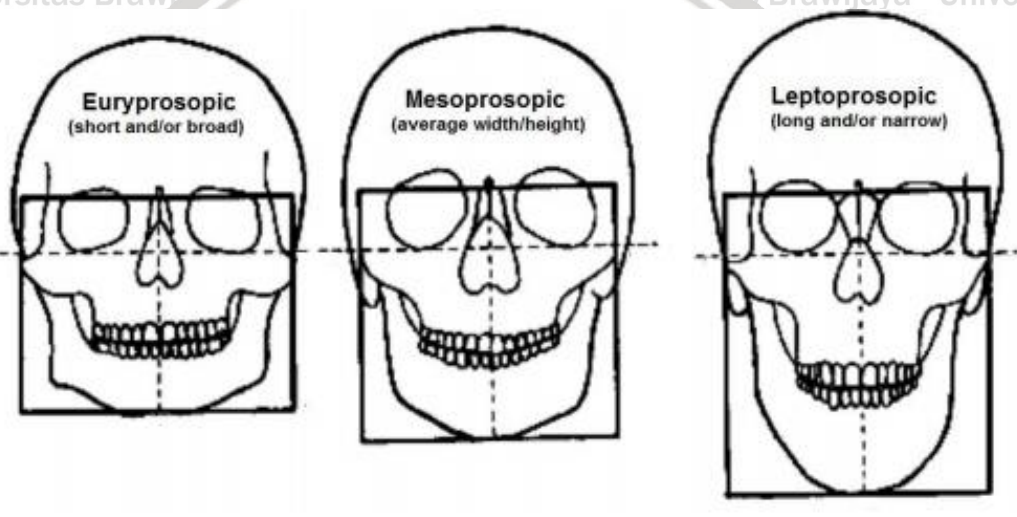 Euryprosopic
(short and/or broad)
Mesoprosopic
(average width/height)
Leptoprosopic
(long and/or narrow)